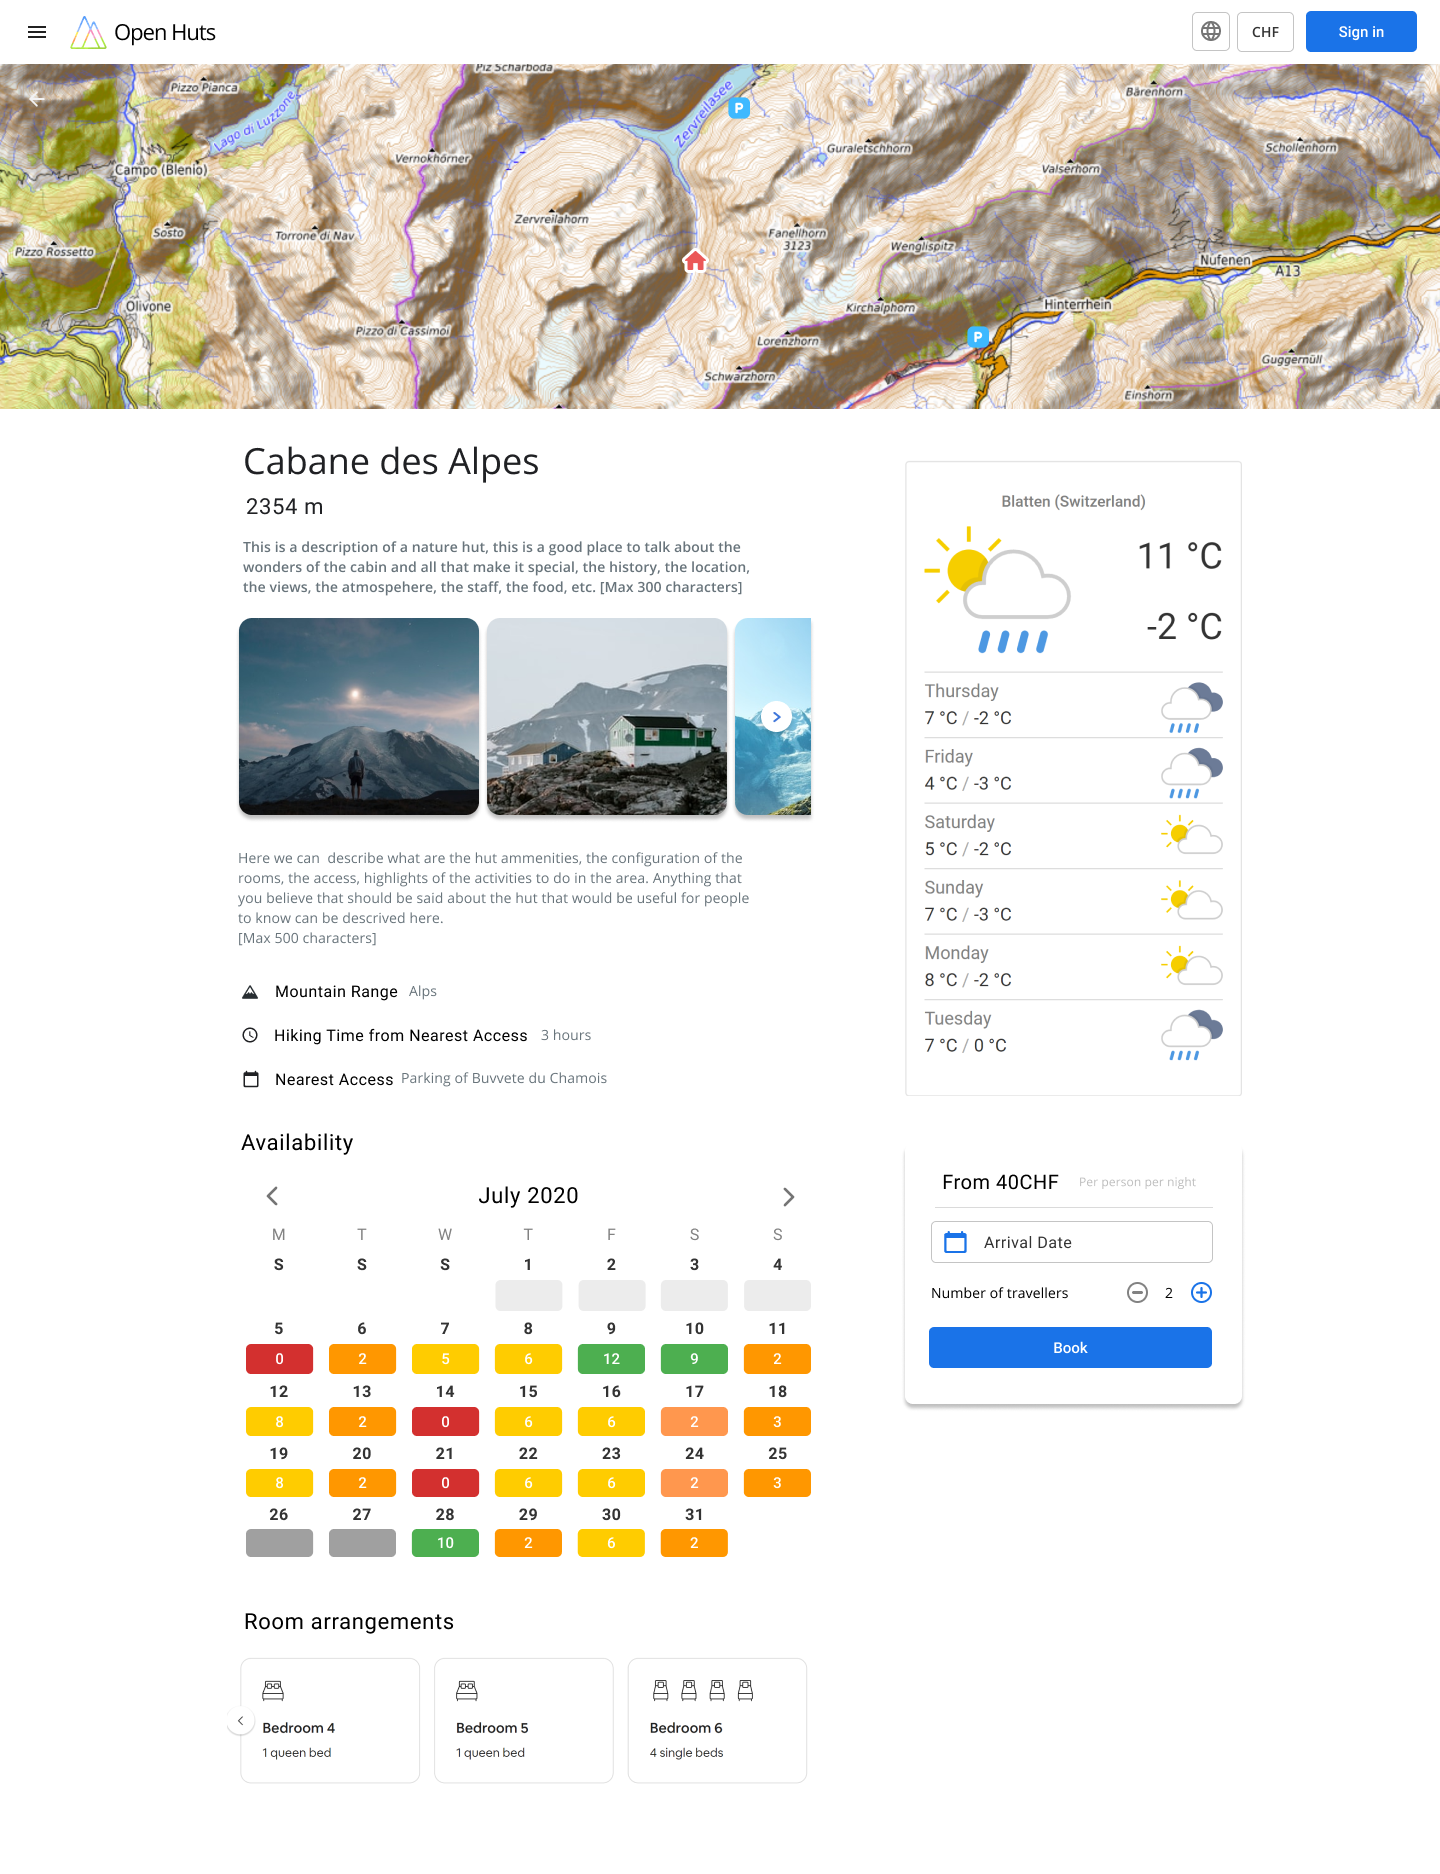 Open Huts
CHF
Sign in
Piz Scharboda
Pizzo Pianca
Lago di Luzzone
Zervreilasee
P
Bärenhorn
Vernokhörner
Guraletschhorn
Schollenhorn
Campo (Blenio)
Valserhorn
Zervreilahorn
Sosto
Torrone di Nav
Fanellhorn
3123
Wenglispitz
Pizzo Rossetto
Nufenen
A13
Olivone
Kirchalphorn
Hinterrhein
Pizzo di Cassimoi
P
Lorenzhorn
Guggernüll
Schwarzhorn
Einshorn
Cabane des Alpes
2354 m
This is a description of a nature hut, this is a good place to talk about the
wonders of the cabin and all that make it special, the history, the location,
the views, the atmospehere, the staff, the food, etc. [Max 300 characters]
Here we can  describe what are the hut ammenities, the configuration of the
rooms, the access, highlights of the activities to do in the area. Anything that
you believe that should be said about the hut that would be useful for people
to know can be descrived here.
[Max 500 characters]
Mountain Range Alps
Hiking Time from Nearest Access 3 hours
Nearest Access Parking of Buvvete du Chamois
Blatten (Switzerland)
11 °C
-2 °C
Thursday
7 °C / -2 °C
Friday
4 °C / -3 °C
Saturday
5 °C / -2 °C
Sunday
7 °C / -3 °C
Monday
8 °C / -2 °C
Tuesday
7 °C / 0 °C
Availability
July 2020
M T W T F S S
S S S 1 2 3 4
5 6 7 8 9 10 11
0 2 5 6 12 9 2
12 13 14 15 16 17 18
8 2 0 6 6 2 3
19 20 21 22 23 24 25
8 2 0 6 6 2 3
26 27 28 29 30 31
10 2 6 2
From 40CHF Per person per night
Arrival Date
Number of travellers 2
Book
Room arrangements
Bedroom 4
1 queen bed
Bedroom 5
1 queen bed
Bedroom 6
4 single beds